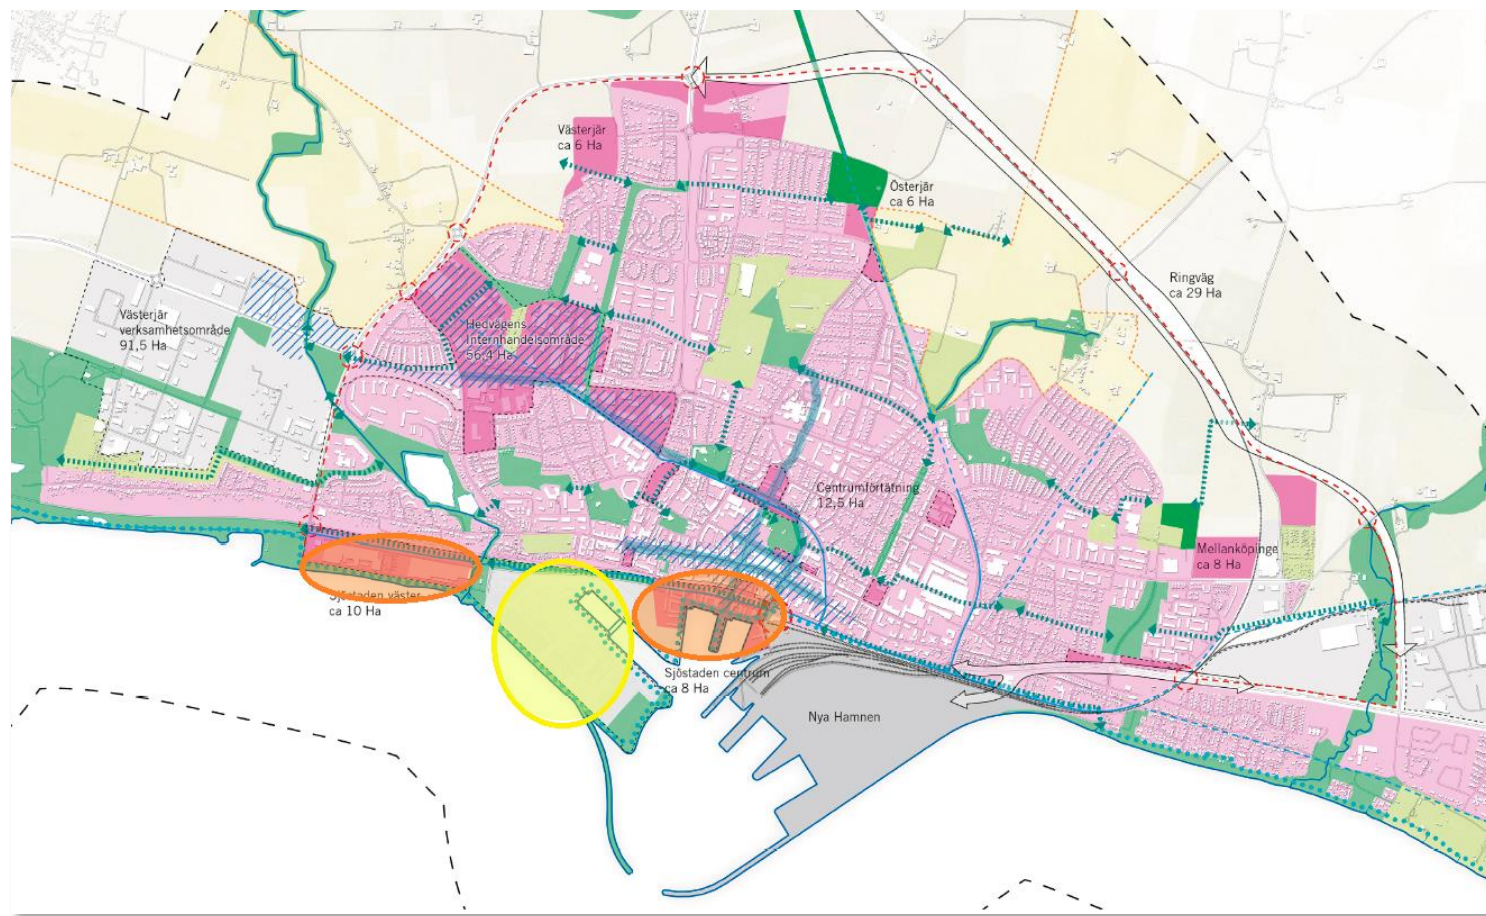 Västerjär
ca 6 Ha
Österjär
ca 6 Ha
Ringväg
ca 29 Ha
Västerjär
verksamhetsområde
91,5 Ha
Hedvägens
Internhandelsområde
56,4 Ha
Centrumförtätning
12,5 Ha
Mellanköpinge
ca 8 Ha
Sjöstaden väster
ca 10 Ha
Sjöstaden centrum
ca 8 Ha
Nya Hamnen